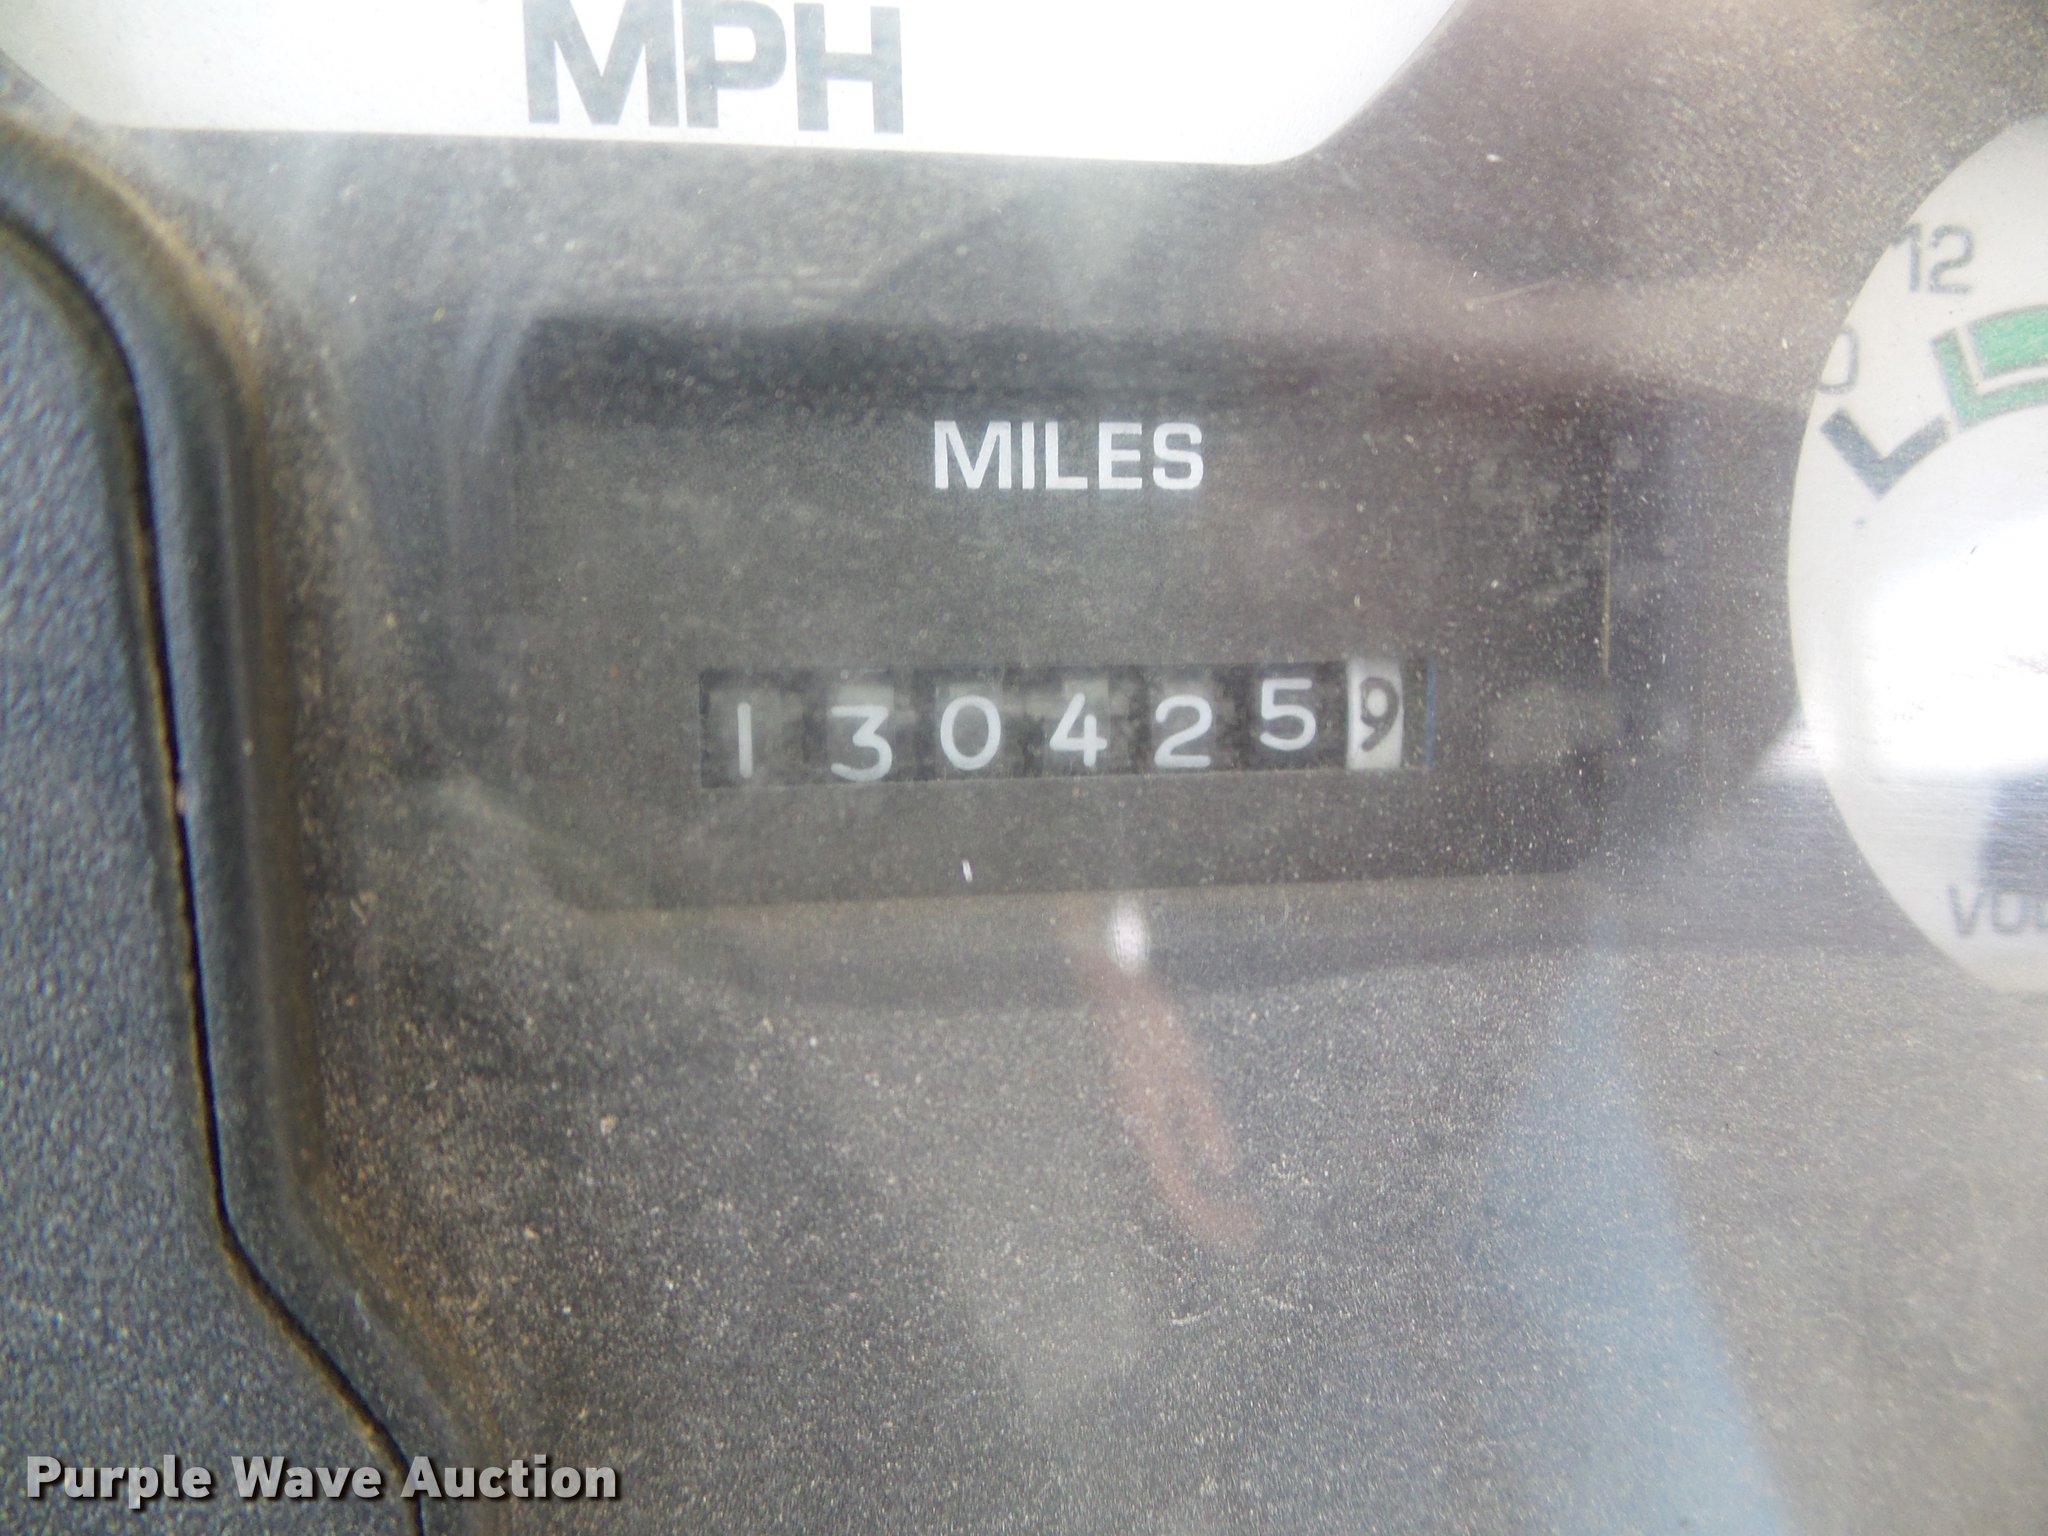 MPH
12
MILES
1304259
Purple Wave Auction